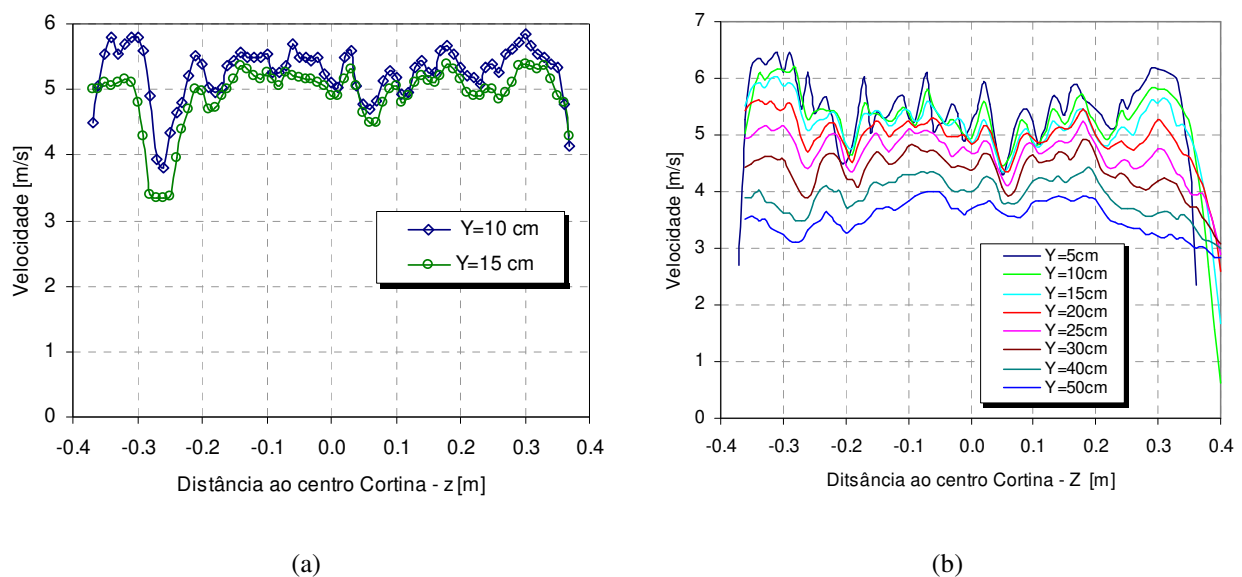 6
5
4
3
2
1
0
Velocidade [m/s]
Y=10 cm
Y=15 cm
-0.4 -0.3 -0.2 -0.1 0.0 0.1 0.2 0.3 0.4
Distância ao centro Cortina - z [m]
(a)
7
6
5
4
3
2
1
0
Velocidade [m/s]
Y=5cm
Y=10cm
Y=15cm
Y=20cm
Y=25cm
Y=30cm
Y=40cm
Y=50cm
-0.4 -0.3 -0.2 -0.1 0.0 0.1 0.2 0.3 0.4
Ditsância ao centro Cortina - Z [m]
(b)